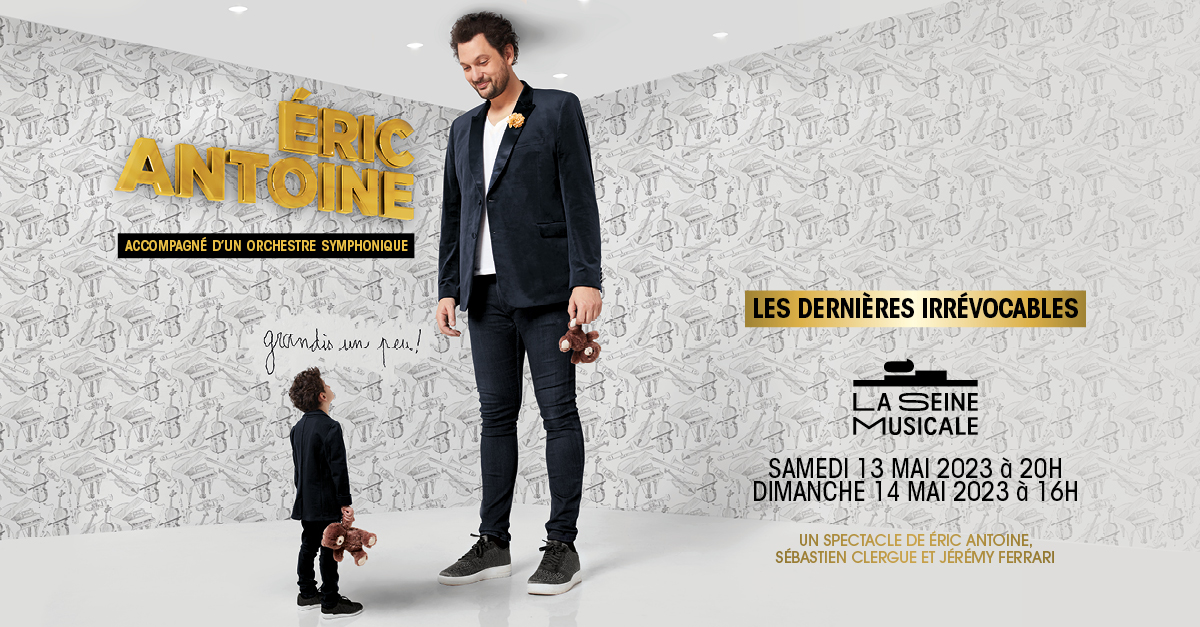 ÉRIC
ANTOINE
ACCOMPAGNÉ D'UN ORCHESTRE SYMPHONIQUE
grandis un peu!
LES DERNIÈRES IRRÉVOCABLES
LA SEINE
MUSICALE
SAMEDI 13 MAI 2023 à 20H
DIMANCHE 14 MAI 2023 à 16H
UN SPECTACLE DE ÉRIC ANTOINE,
SÉBASTIEN CLERGUE ET JÉRÉMY FERRARI